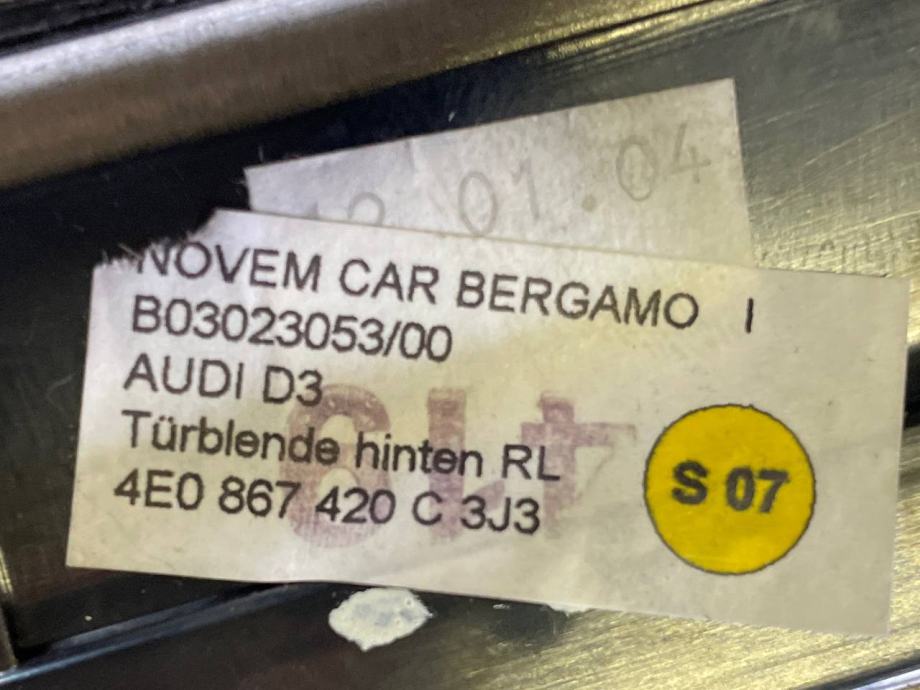 01.04
NOVEM CAR BERGAMO I
B03023053/00
AUDI D3
Türblende hinten RL
4E0 867 420 C 3J3
S 07